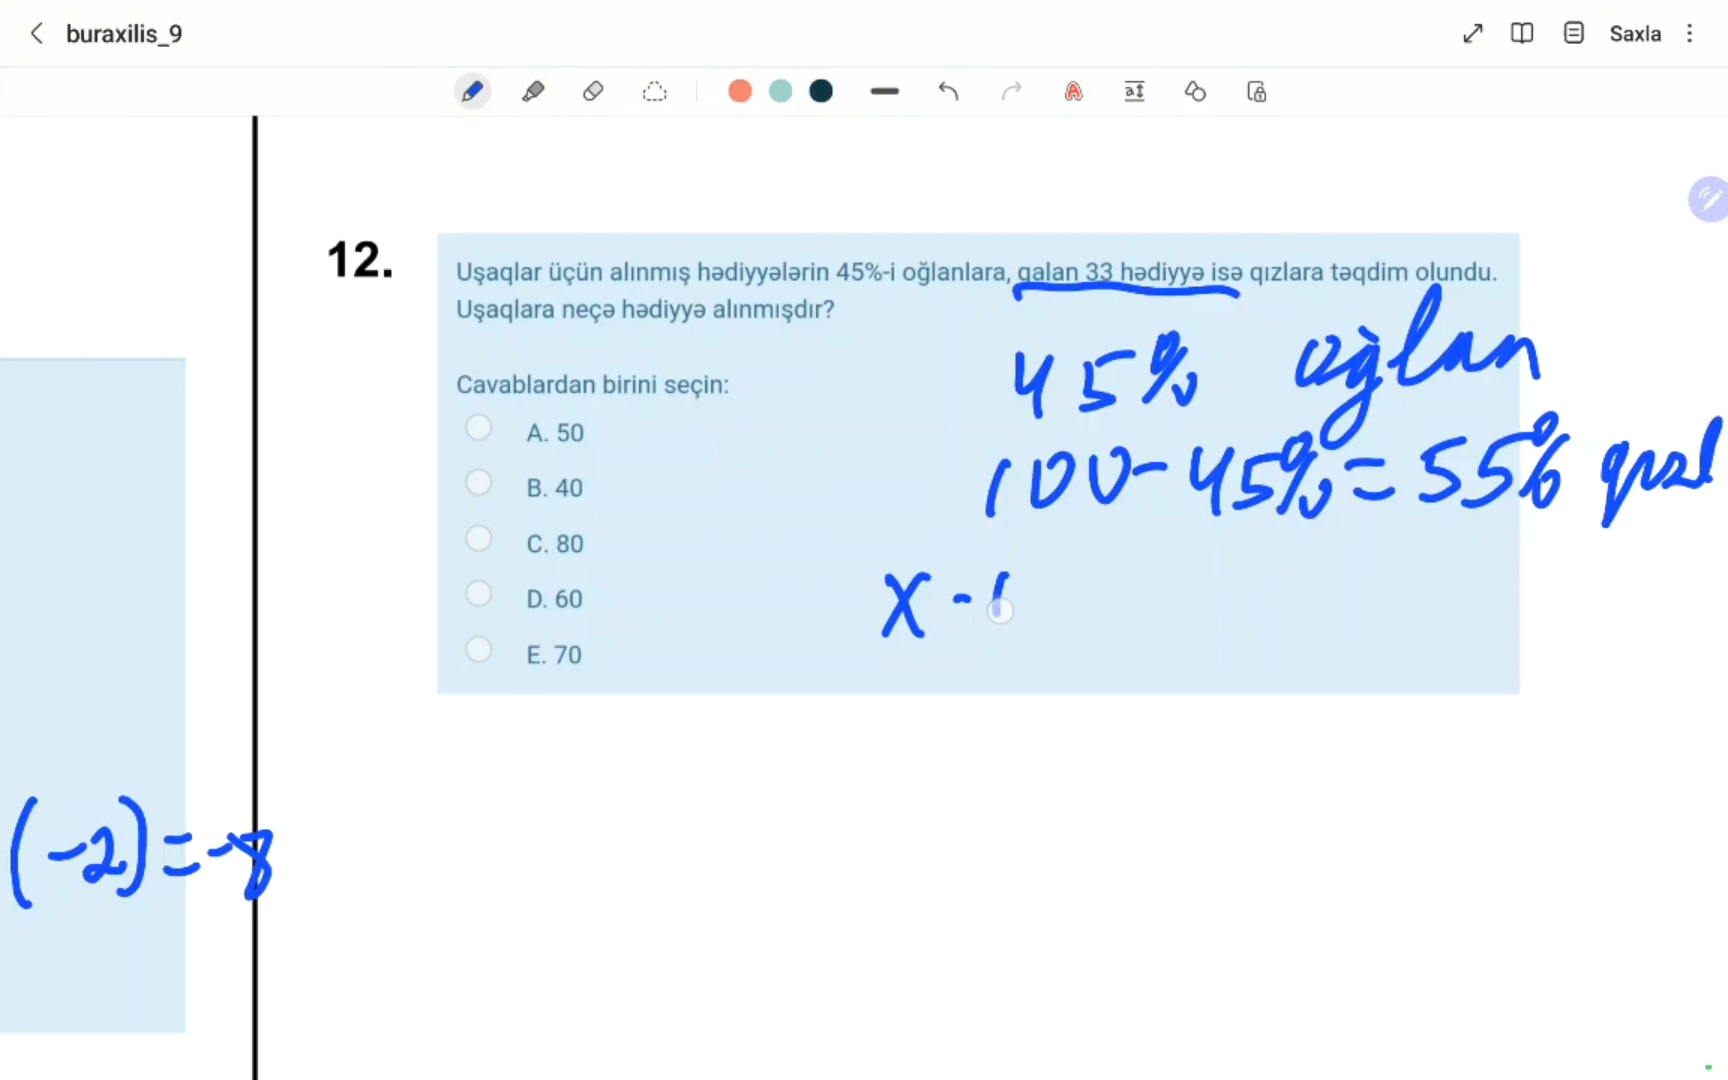 buraxilis_9
Saxla
12.
Uşaqlar üçün alınmış hədiyyələrin 45%-i oğlanlara, qalan 33 hədiyyə isə qızlara təqdim olundu.
Uşaqlara neçə hədiyyə alınmışdır?
45% oğlan
Cavablardan birini seçin:
A. 50
100-45%=55%
B. 40
C. 80
X -
D. 60
E. 70
(-2)=-8